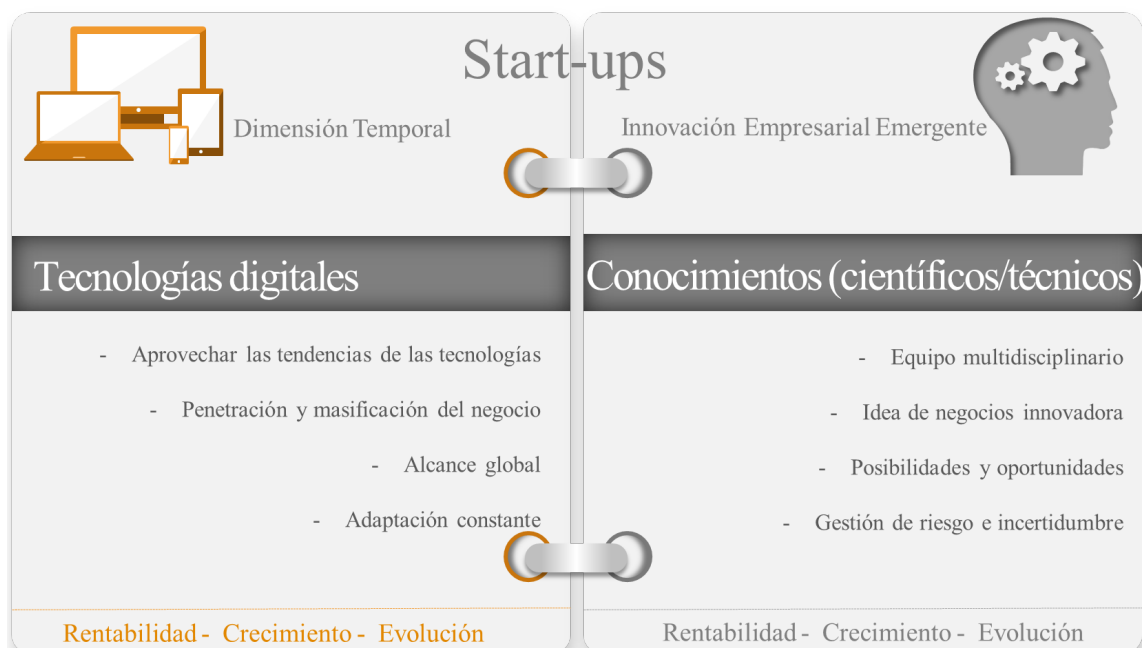 Start-ups
Dimensión Temporal
Innovación Empresarial Emergente
Tecnologías digitales
- Aprovechar las tendencias de las tecnologías
- Penetración y masificación del negocio
- Alcance global
- Adaptación constante
Rentabilidad - Crecimiento - Evolución
Conocimientos (científicos/técnicos)
- Equipo multidisciplinario
- Idea de negocios innovadora
- Posibilidades y oportunidades
- Gestión de riesgo e incertidumbre
Rentabilidad - Crecimiento - Evolución